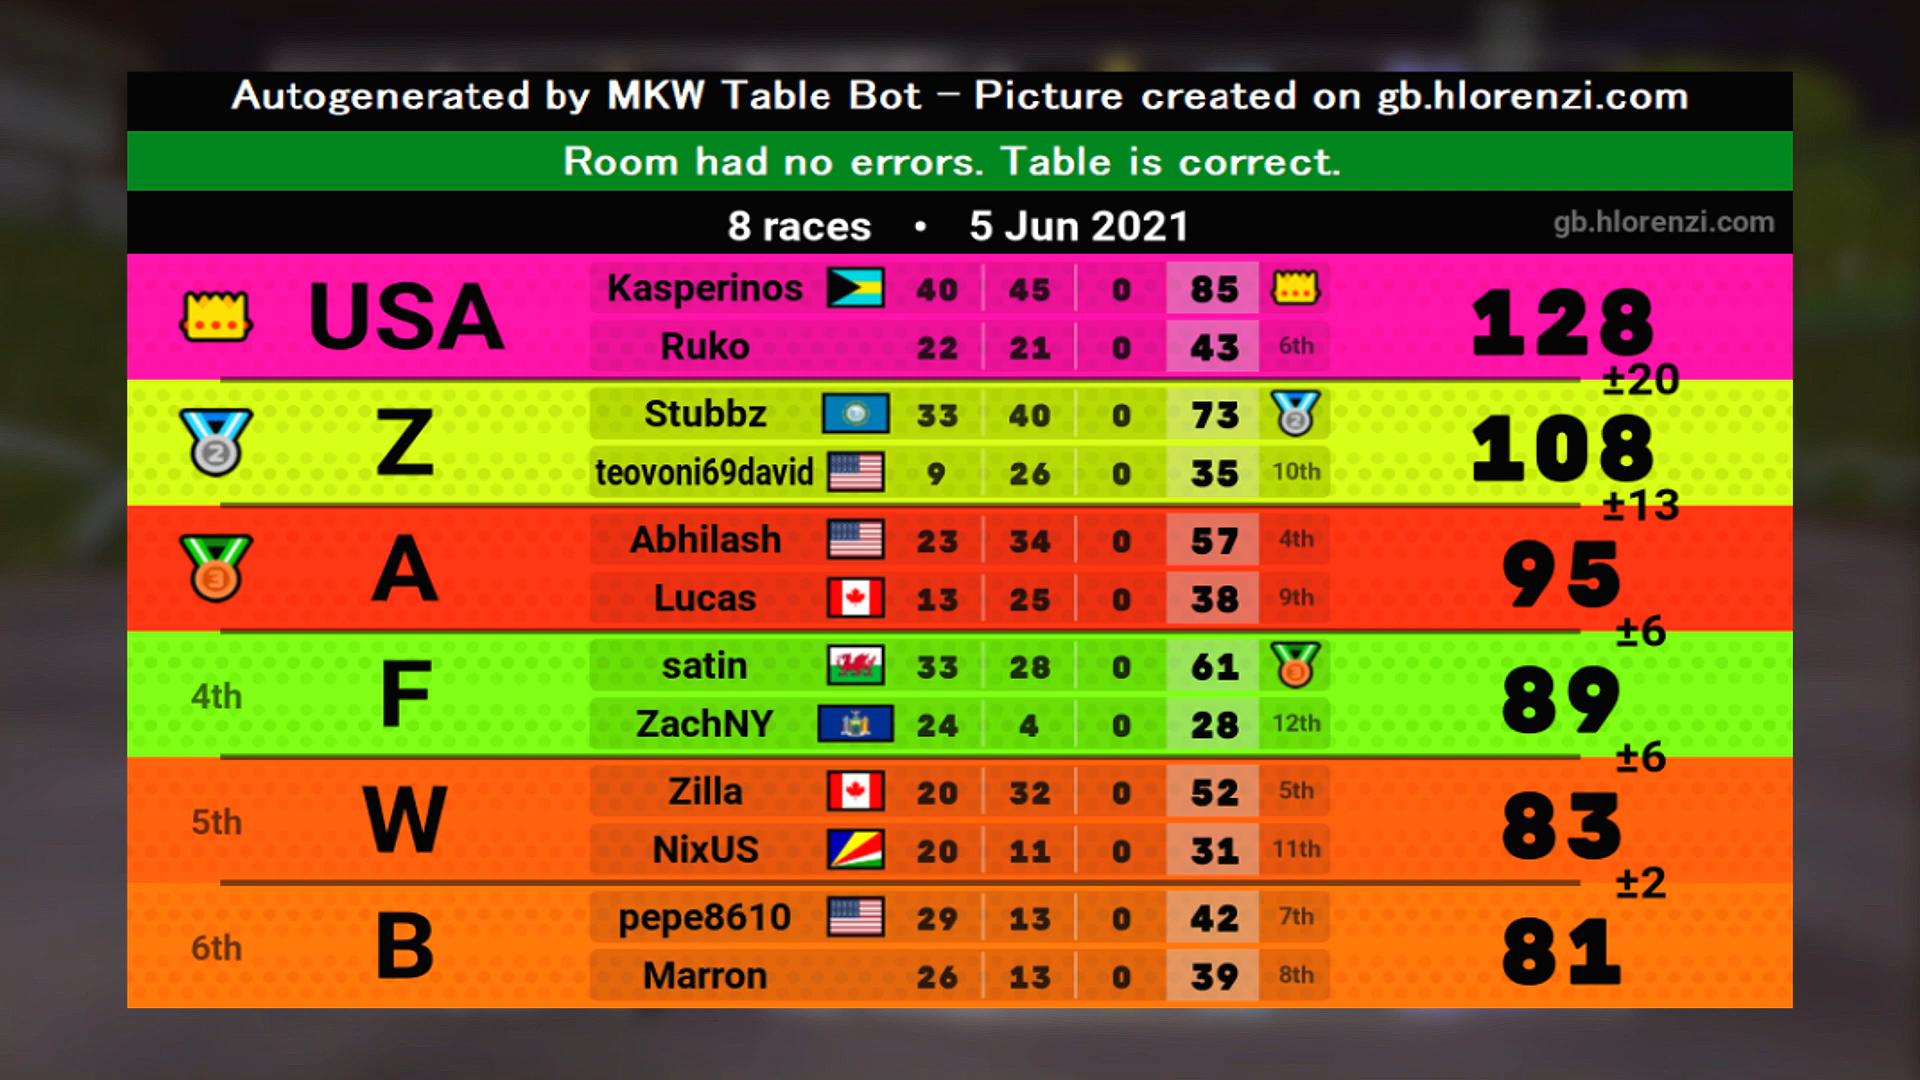 Autogenerated by MKW Table Bot - Picture created on gb.hlorenzi.com
Room had no errors. Table is correct.
8 races • 5 Jun 2021 gb.hlorenzi.com
USA
Kasperinos 40 45 0 85
Ruko 22 21 0 43 6th
128
±20
2 Z
Stubbz 33 40 0 73 2
teovoni69david 9 26 0 35 10th
108
±13
3 A
Abhilash 23 34 0 57 4th
Lucas 13 25 0 38 9th
95
±6
4th F
satin 33 28 0 61 3
ZachNY 24 4 0 28 12th
89
±6
5th W
Zilla 20 32 0 52 5th
NixUS 20 11 0 31 11th
83
±2
6th B
pepe8610 29 13 0 42 7th
Marron 26 13 0 39 8th
81